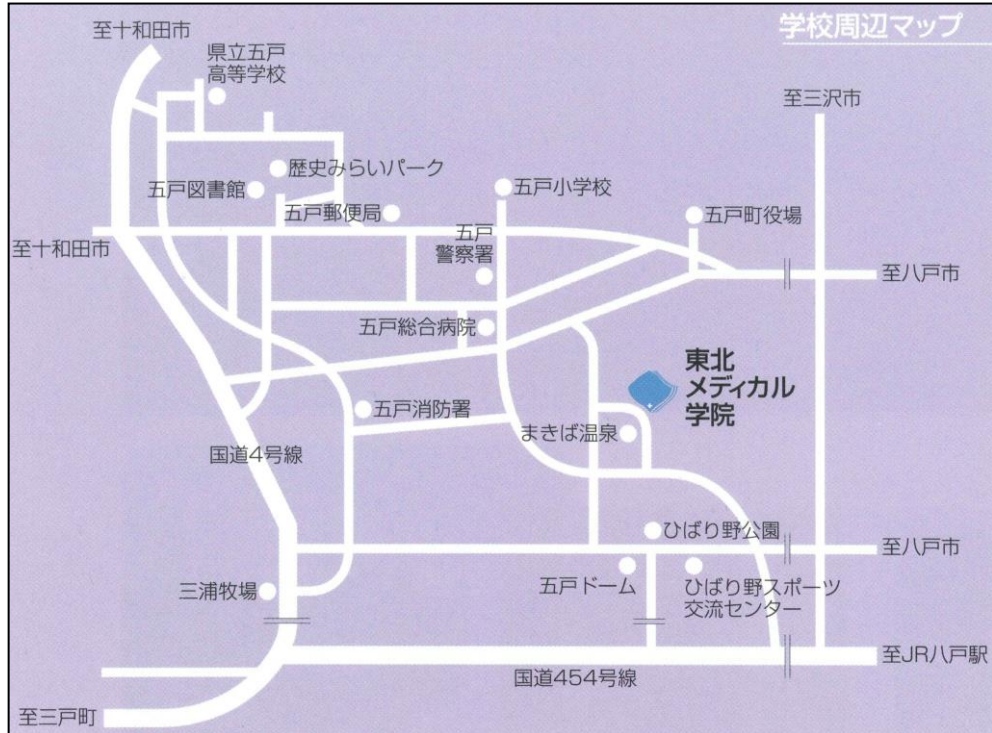 学校周辺マップ
至十和田市
県立五戸
高等学校
至三沢市
歴史みらいパーク
五戸図書館
五戸小学校
五戸郵便局
五戸町役場
至十和田市
五戸
警察署
至八戸市
五戸総合病院
東北
メディカル
学院
五戸消防署
まきば温泉
国道4号線
ひばり野公園
至八戸市
三浦牧場
五戸ドーム
ひばり野スポーツ
交流センター
至JR八戸駅
国道454号線
至三戸町